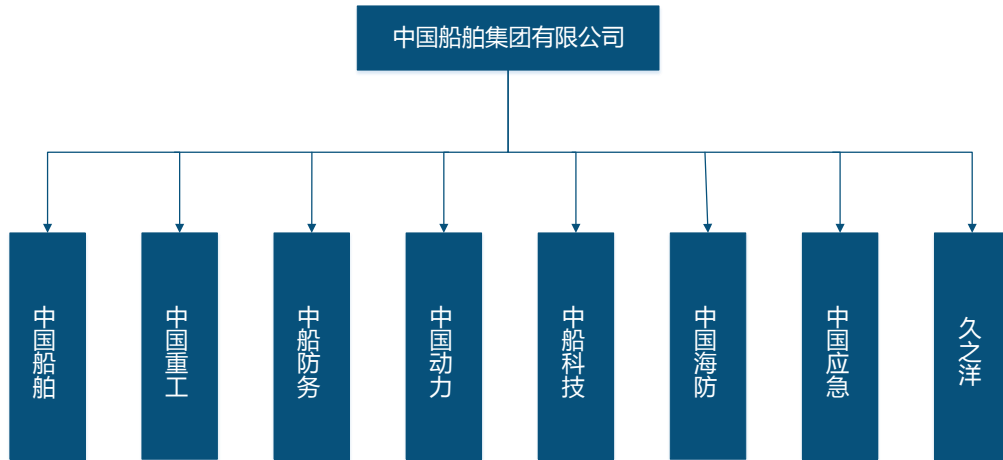 中国船舶集团有限公司
中国船舶
中国重工
中船防务
中国动力
中船科技
中国海防
中国应急
久之洋